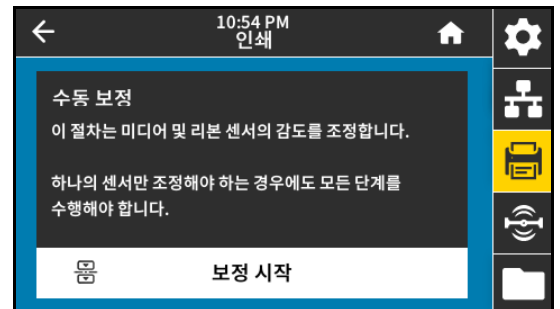 10:54 PM
인쇄
수동 보정
이 절차는 미디어 및 리본 센서의 감도를 조정합니다.
하나의 센서만 조정해야 하는 경우에도 모든 단계를
수행해야 합니다.
보정 시작